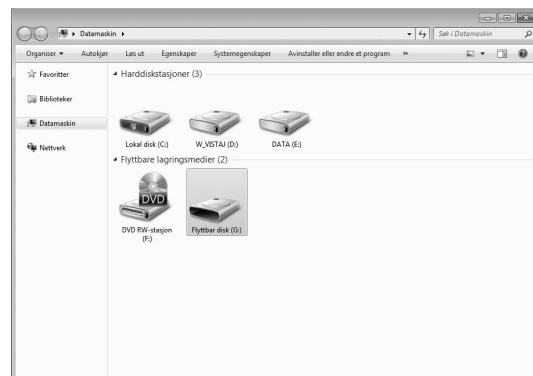 Datamaskin
Søk i Datamaskin
Organiser Autokjør Løs ut Egenskaper Systemegenskaper Avinstaller eller endre et program »
Favoritter
Biblioteker
Datamaskin
Nettverk
Harddiskstasjoner (3)
Lokal disk (C:) W_VISTAJ (D:) DATA (E:)
Flyttbare lagringsmedier (2)
DVD
DVD RW-stasjon Flyttbar disk (G:)
(F:)